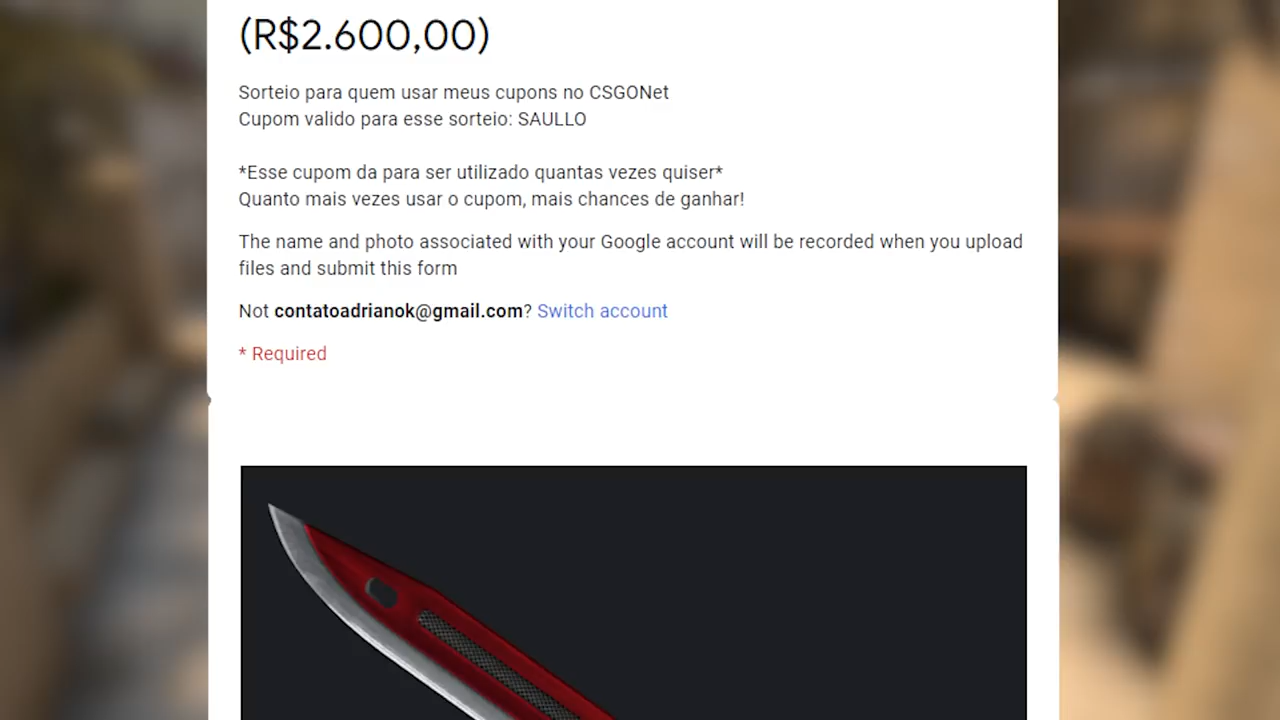 (R$2.600,00)
Sorteio para quem usar meus cupons no CSGONet
Cupom valido para esse sorteio: SAULLO
*Esse cupom da para ser utilizado quantas vezes quiser*
Quanto mais vezes usar o cupom, mais chances de ganhar!
The name and photo associated with your Google account will be recorded when you upload
files and submit this form
Not contatoadrianok@gmail.com? Switch account
* Required